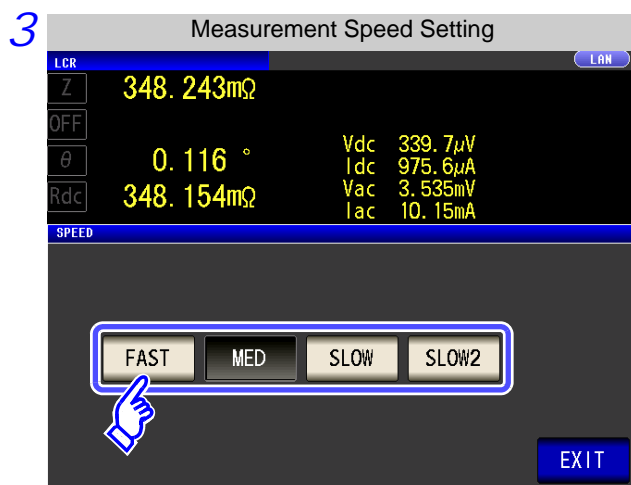 3 Measurement Speed Setting
LCR LAN
Z 348.243mΩ
OFF
Vdc 339.7µV
θ 0.116 ° Idc 975.6µA
Vac 3.535mV
Rdc 348.154mΩ
Iac 10.15mA
SPEED
FAST MED SLOW SLOW2
EXIT